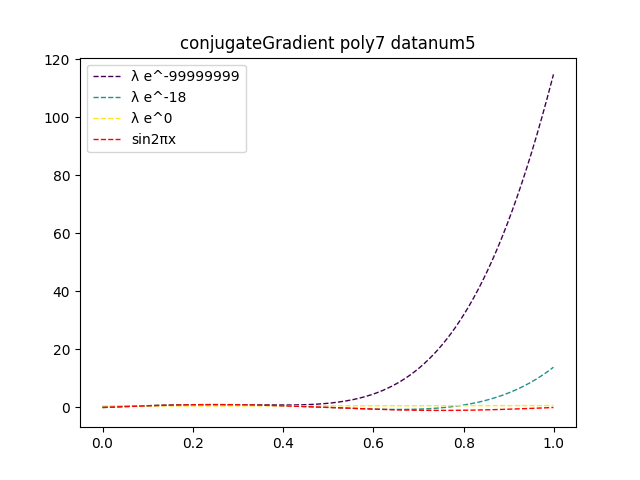 conjugateGradient poly7 datanum5
λ e^-99999999
λ e^-18
λ e^0
sin2πx
120
100
80
60
40
20
0
0.0 0.2 0.4 0.6 0.8 1.0